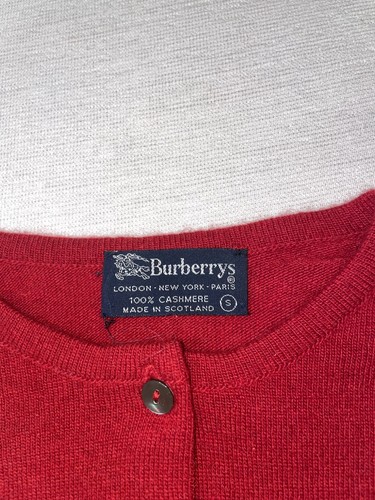 Burberrys
®
LONDON · NEW YORK · PARIS
100% CASHMERE
MADE IN SCOTLAND
S